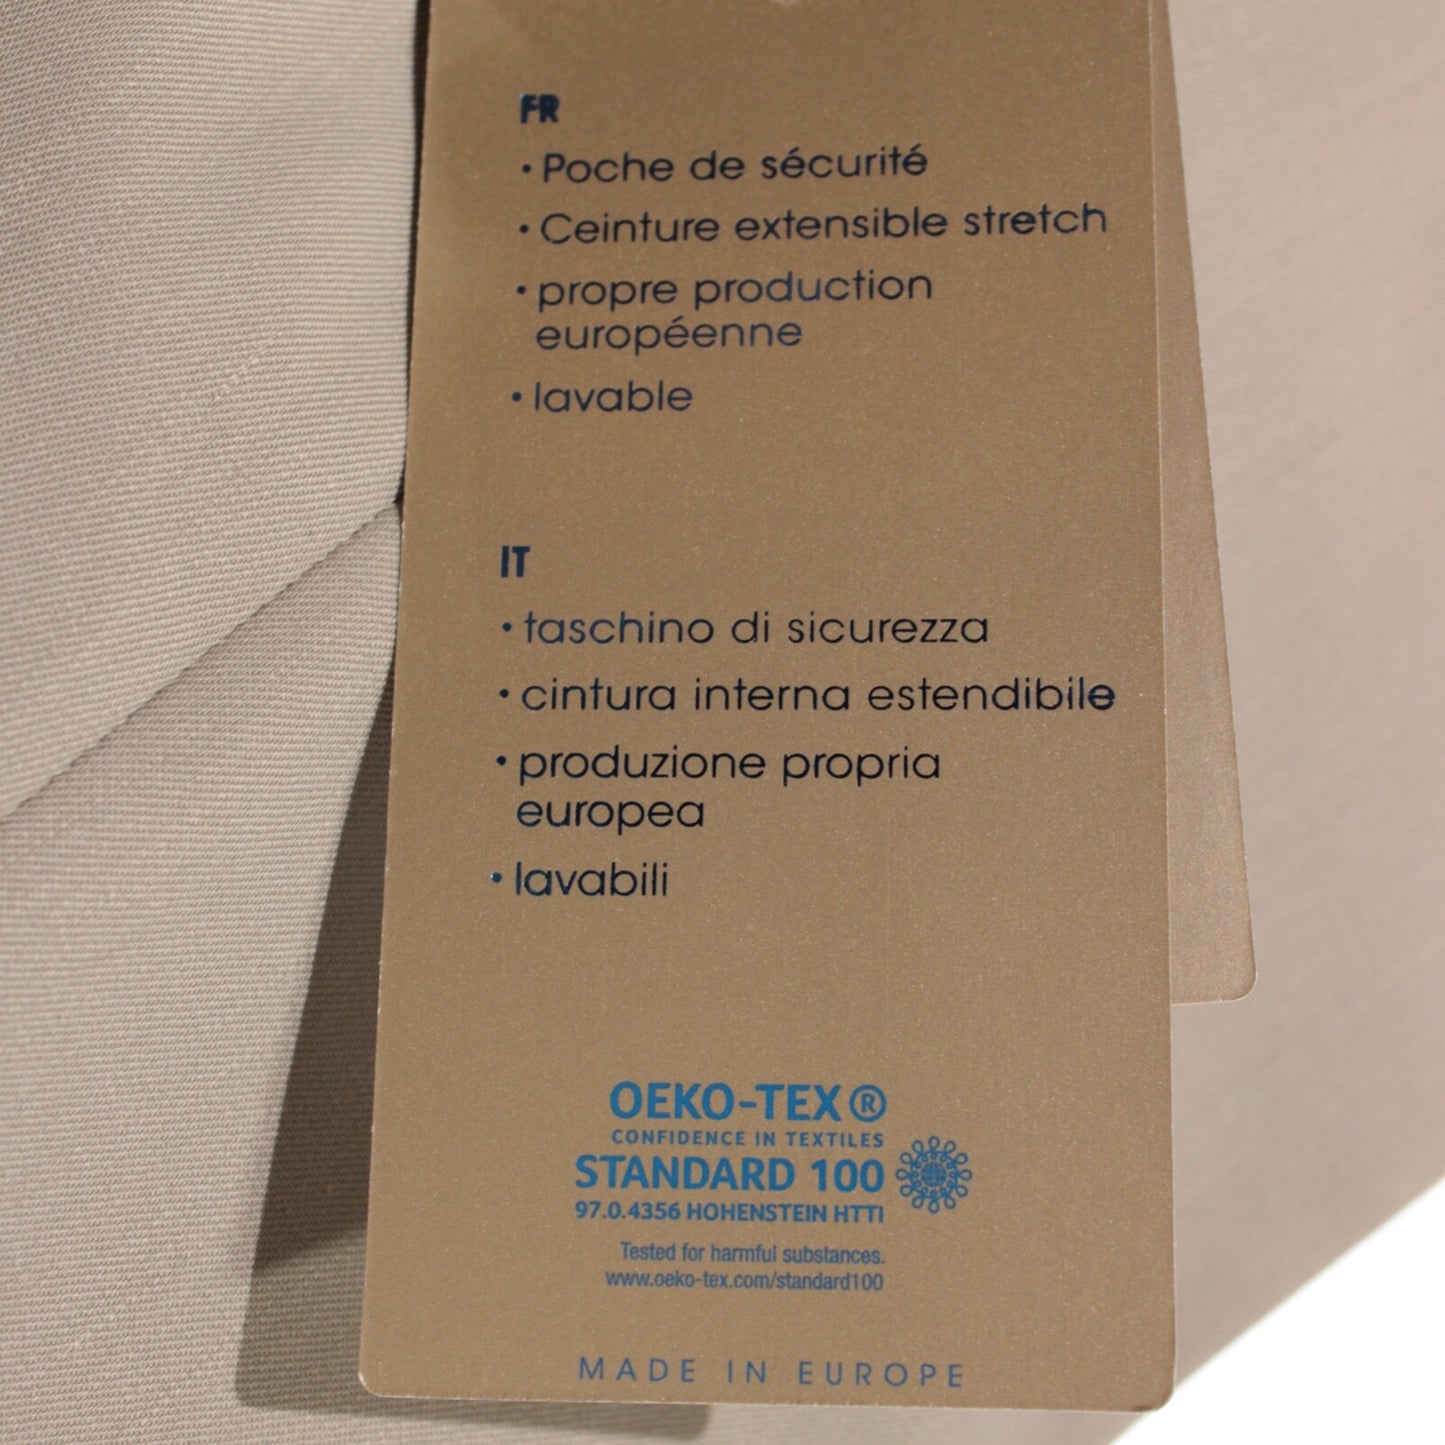 FR
• Poche de sécurité
• Ceinture extensible stretch
• propre production
européenne
• lavable
IT
• taschino di sicurezza
• cintura interna estendibile
• produzione propria
europea
• lavabili
OEKO-TEX®
CONFIDENCE IN TEXTILES
STANDARD 100
97.0.4356 HOHENSTEIN HTTI
Tested for harmful substances.
www.oeko-tex.com/standard100
MADE IN EUROPE